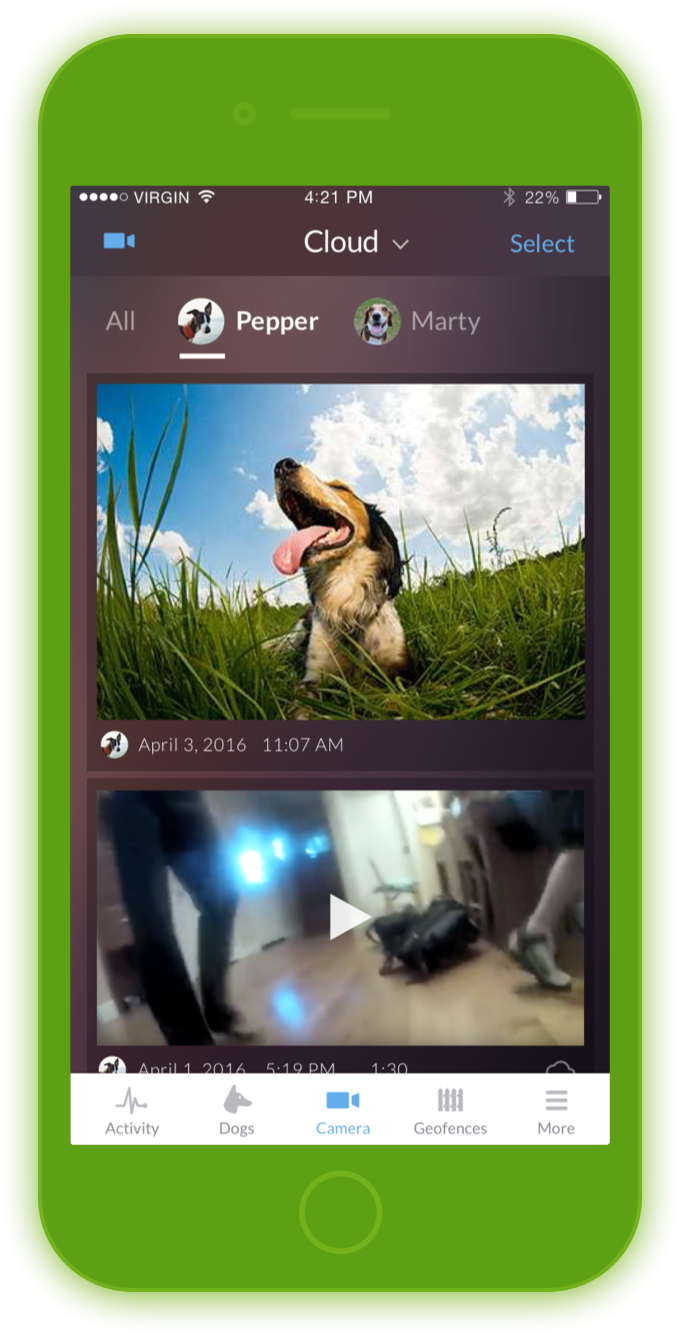 VIRGIN 4:21 PM 22%
Cloud Select
All Pepper Marty
April 3, 2016 11:07 AM
April 1, 2016 5:19 PM 1:30
Activity Dogs Camera Geofences More